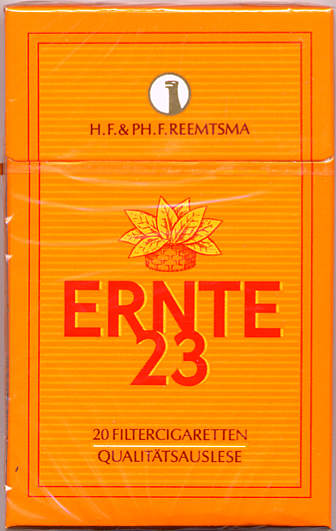 H.F.&PH.F.REEMTSMA
ERNTE
23
20 FILTERCIGARETTEN
QUALITÄTSAUSLESE